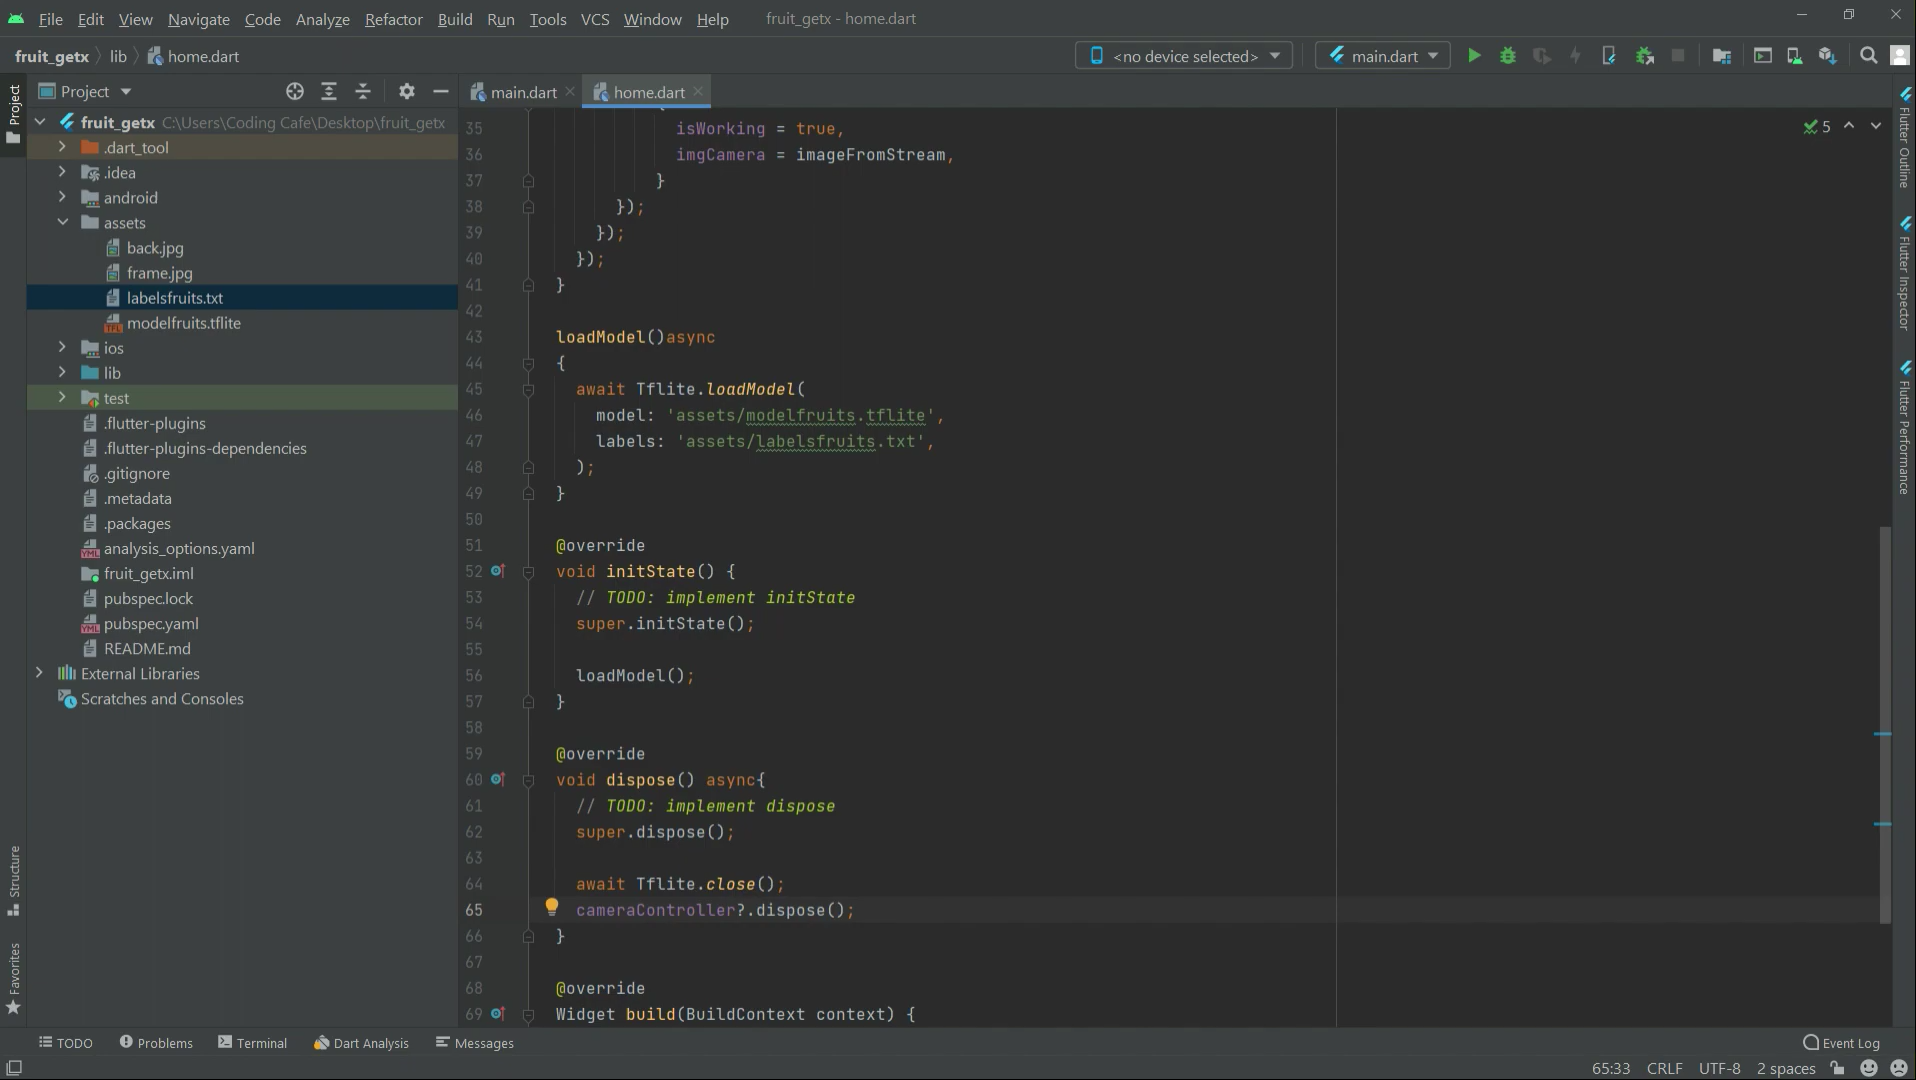 File Edit View Navigate Code Analyze Refactor Build Run Tools VCS Window Help fruit_getx - home.dart
fruit_getx lib home.dart <no device selected> main.dart
Project
Project
fruit_getx C:\Users\Coding Cafe\Desktop\fruit_getx
.dart_tool
.idea
android
assets
back.jpg
frame.jpg
labelsfruits.txt
modelfruits.tflite
ios
lib
test
.flutter-plugins
.flutter-plugins-dependencies
.gitignore
.metadata
.packages
analysis_options.yaml
fruit_getx.iml
pubspec.lock
pubspec.yaml
README.md
External Libraries
Scratches and Consoles
Structure
Favorites
main.dart home.dart
5
35 isWorking = true,
36 imgCamera = imageFromStream,
37 }
38 });
39 });
40 });
41 }
42
43 loadModel()async
44 {
45 await Tflite.loadModel(
46 model: 'assets/modelfruits.tflite',
47 labels: 'assets/labelsfruits.txt',
48 );
49 }
50
51 @override
52 void initState() {
53 // TODO: implement initState
54 super.initState();
55
56 loadModel();
57 }
58
59 @override
60 void dispose() async{
61 // TODO: implement dispose
62 super.dispose();
63
64 await Tflite.close();
65 cameraController?.dispose();
66 }
67
68 @override
69 Widget build(BuildContext context) {
Flutter Outline
Flutter Inspector
Flutter Performance
TODO Problems Terminal Dart Analysis Messages Event Log
65:33 CRLF UTF-8 2 spaces